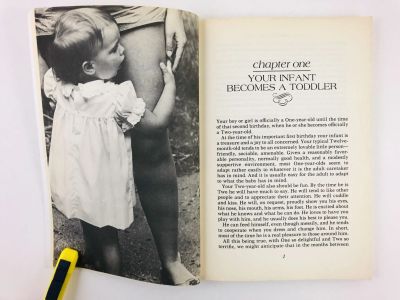 chapter one
YOUR INFANT
BECOMES A TODDLER
Your boy or girl is officially a One-year-old until the time
of that second birthday, when he or she becomes officially
a Two-year-old.
At the time of his important first birthday your infant is
a treasure and a joy to all concerned. Your typical Twelve-
month-old tends to be an extremely lovable little person—
friendly, sociable, amenable. Given a reasonably favor-
able personality, normally good health, and a modestly
supportive environment, most One-year-olds seem to
adapt rather easily to whatever it is the adult caretaker
has in mind. And it is usually easy for the adult to adapt
to what the baby has in mind.
Your Two-year-old also should be fun. By the time he is
Two he will have much to say. He will tend to like other
people and to appreciate their attention. He will cuddle
and kiss. He will, on request, proudly show you his eyes,
his nose, his mouth, his arms, his feet. He is excited about
what he knows and what he can do. He loves to have you
play with him, and he usually does his best to please you.
He can feed himself, even though messily, and he tends
to cooperate when you dress and change him. In short,
most of the time he is a real pleasure to those around him.
All this being true, with One so delightful and Two so
terrific, we might anticipate that in the months between
1